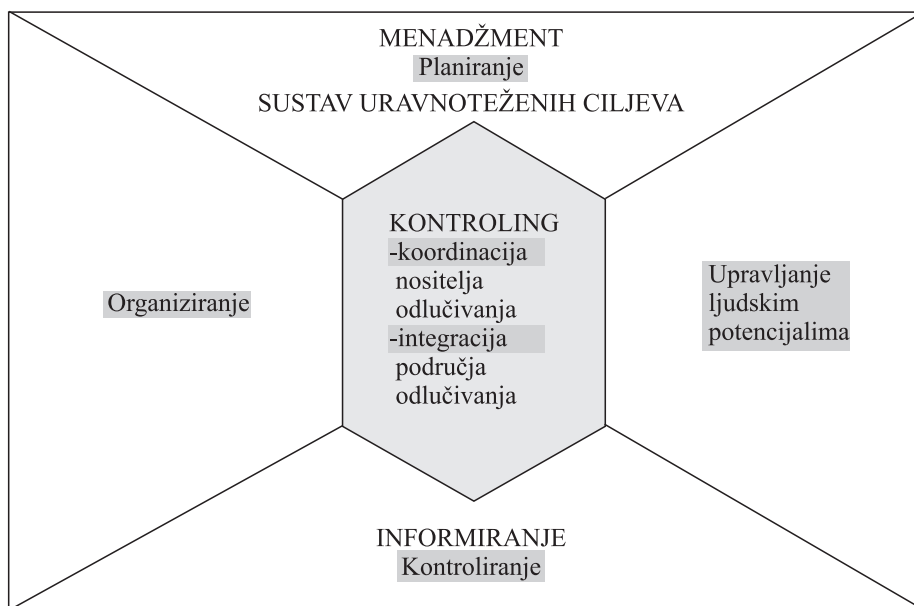 MENADŽMENT
Planiranje
SUSTAV URAVNOTEŽENIH CILJEVA
Organiziranje
KONTROLING
-koordinacija
nositelja
odlučivanja
-integracija
područja
odlučivanja
Upravljanje
ljudskim
potencijalima
INFORMIRANJE
Kontroliranje